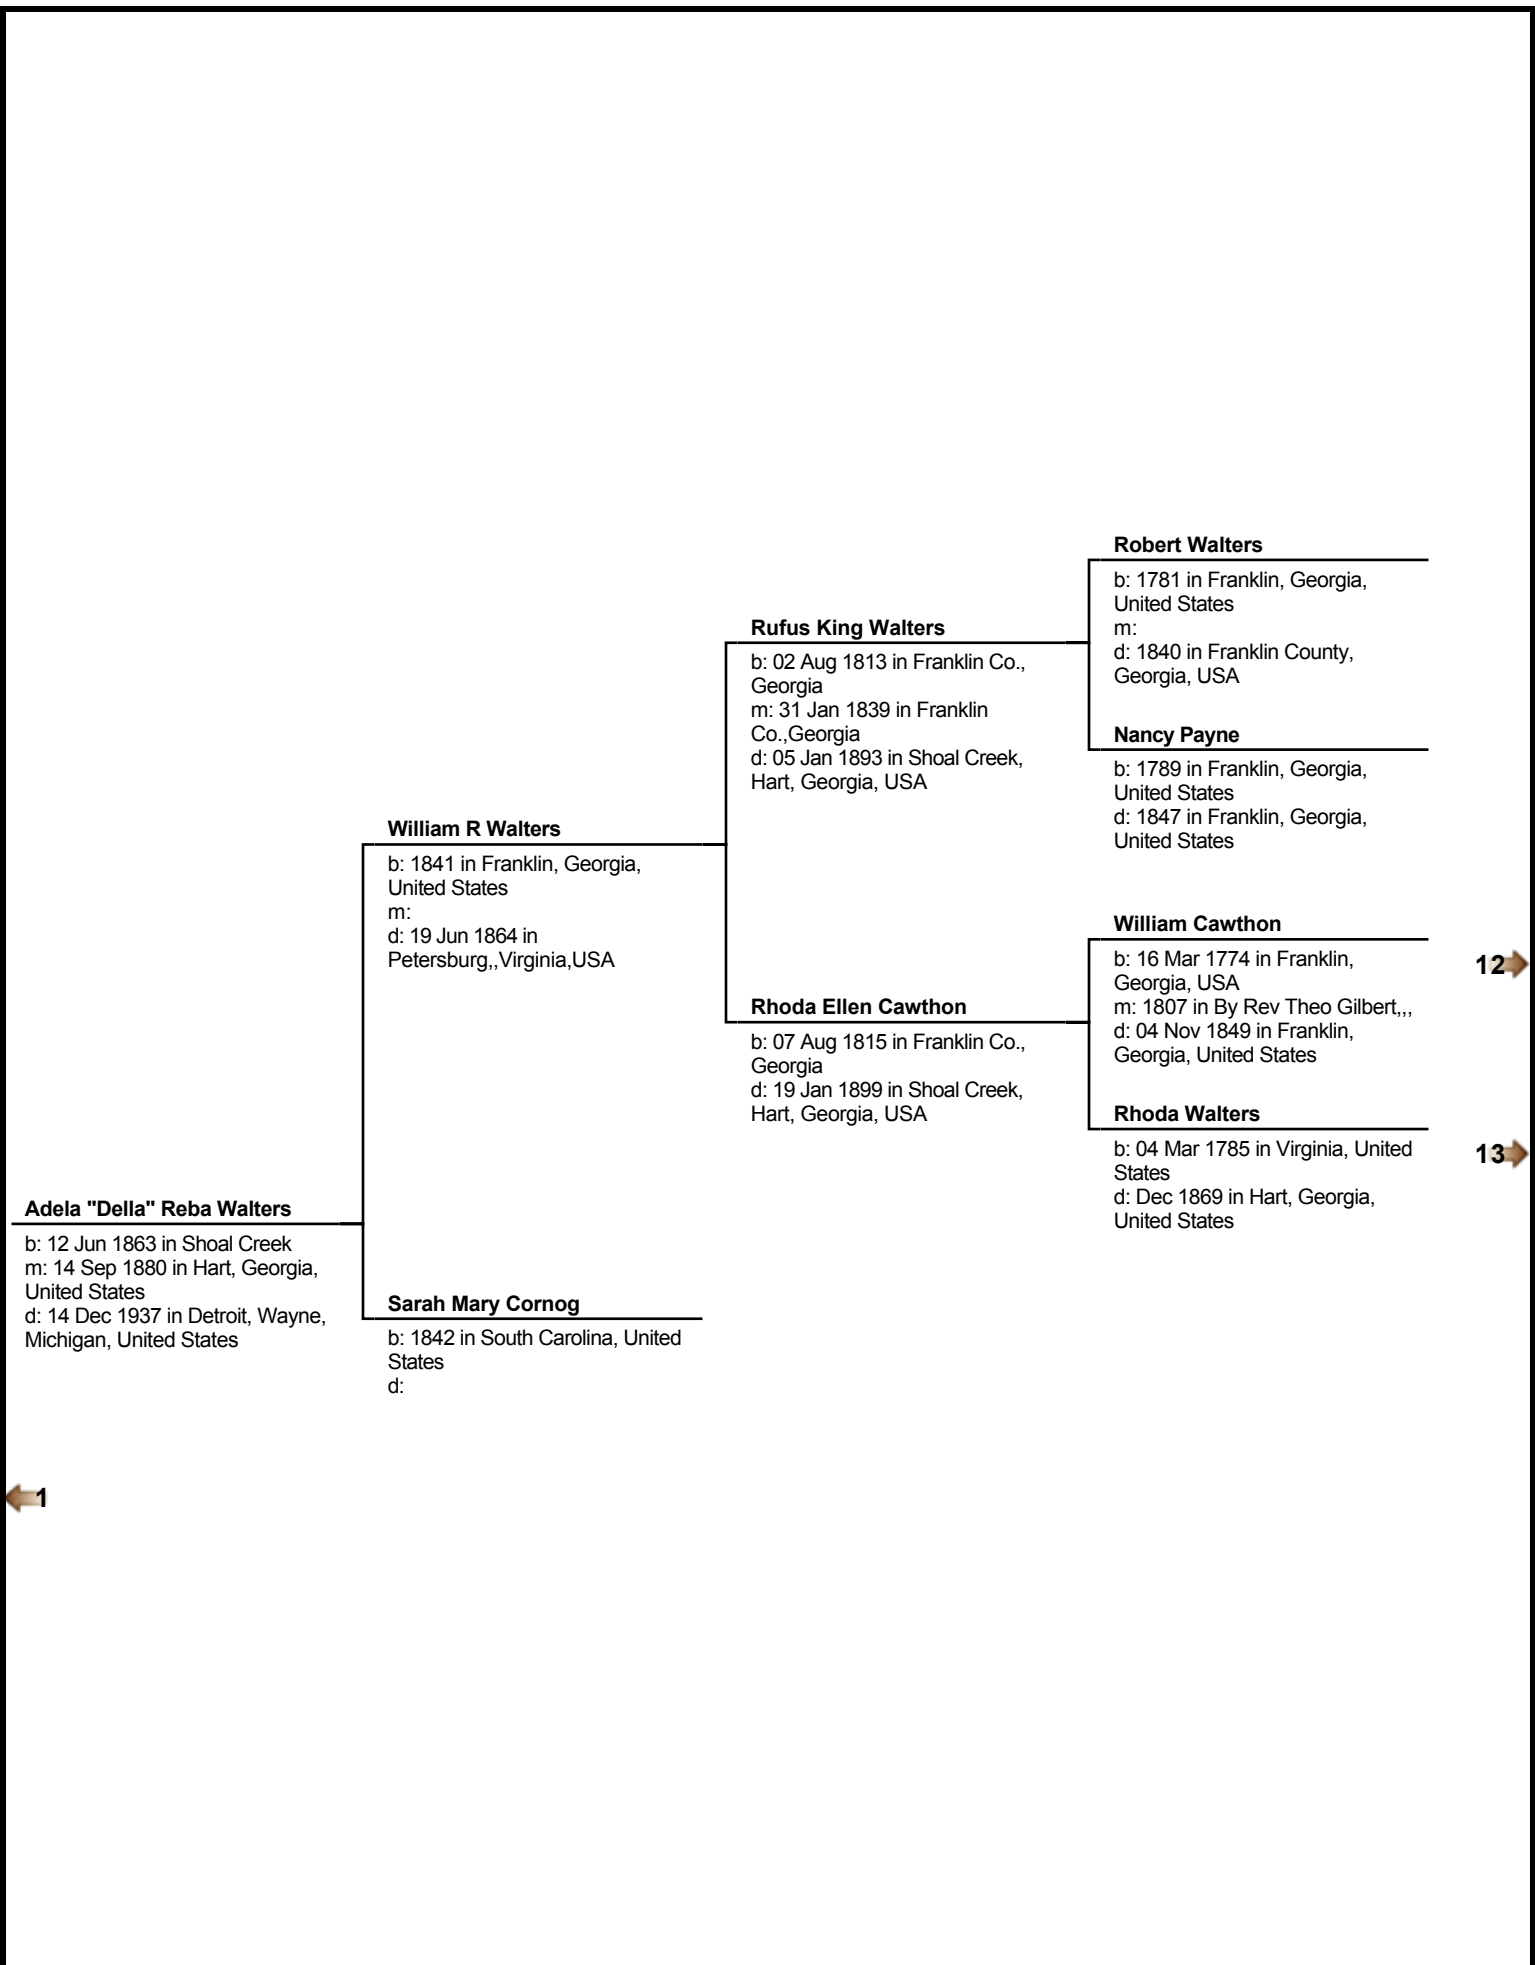 Robert Walters
b: 1781 in Franklin, Georgia,
United States
m:
d: 1840 in Franklin County,
Georgia, USA
Rufus King Walters
b: 02 Aug 1813 in Franklin Co.,
Georgia
m: 31 Jan 1839 in Franklin
Co.,Georgia
d: 05 Jan 1893 in Shoal Creek,
Hart, Georgia, USA
Nancy Payne
b: 1789 in Franklin, Georgia,
United States
d: 1847 in Franklin, Georgia,
United States
William R Walters
b: 1841 in Franklin, Georgia,
United States
m:
d: 19 Jun 1864 in
Petersburg,,Virginia,USA
William Cawthon
b: 16 Mar 1774 in Franklin,
Georgia, USA
m: 1807 in By Rev Theo Gilbert,,,
d: 04 Nov 1849 in Franklin,
Georgia, United States
12
Rhoda Ellen Cawthon
b: 07 Aug 1815 in Franklin Co.,
Georgia
d: 19 Jan 1899 in Shoal Creek,
Hart, Georgia, USA
Rhoda Walters
b: 04 Mar 1785 in Virginia, United
States
d: Dec 1869 in Hart, Georgia,
United States
13
Adela "Della" Reba Walters
b: 12 Jun 1863 in Shoal Creek
m: 14 Sep 1880 in Hart, Georgia,
United States
d: 14 Dec 1937 in Detroit, Wayne,
Michigan, United States
Sarah Mary Cornog
b: 1842 in South Carolina, United
States
d:
1